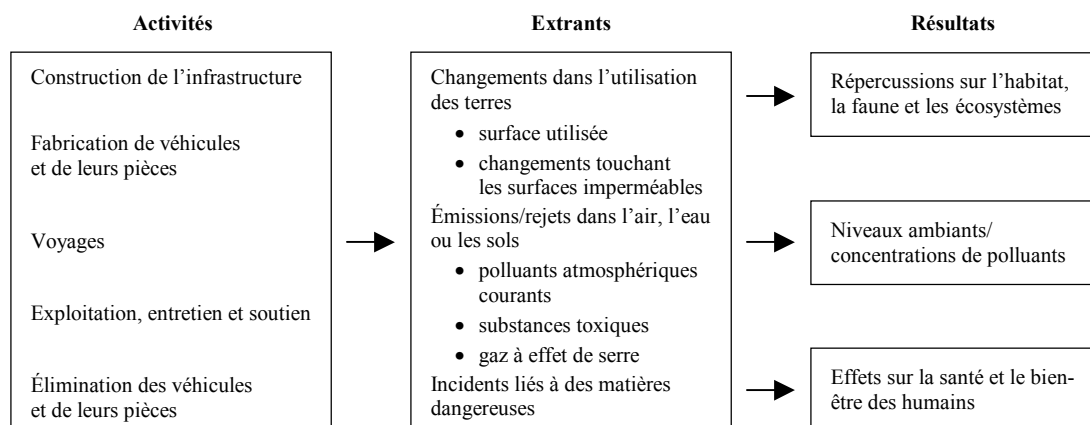 Activités
Construction de l'infrastructure
Fabrication de véhicules
et de leurs pièces
Voyages
Exploitation, entretien et soutien
Élimination des véhicules
et de leurs pièces
Extrants
Changements dans l'utilisation
des terres
• surface utilisée
• changements touchant
les surfaces imperméables
Émissions/rejets dans l'air, l'eau
ou les sols
• polluants atmosphériques
courants
• substances toxiques
• gaz à effet de serre
Incidents liés à des matières
dangereuses
Résultats
Répercussions sur l'habitat,
la faune et les écosystèmes
Niveaux ambiants/
concentrations de polluants
Effets sur la santé et le bien-
être des humains